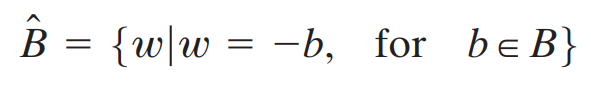 B̂ = {w|w = −b, for b ∈ B}